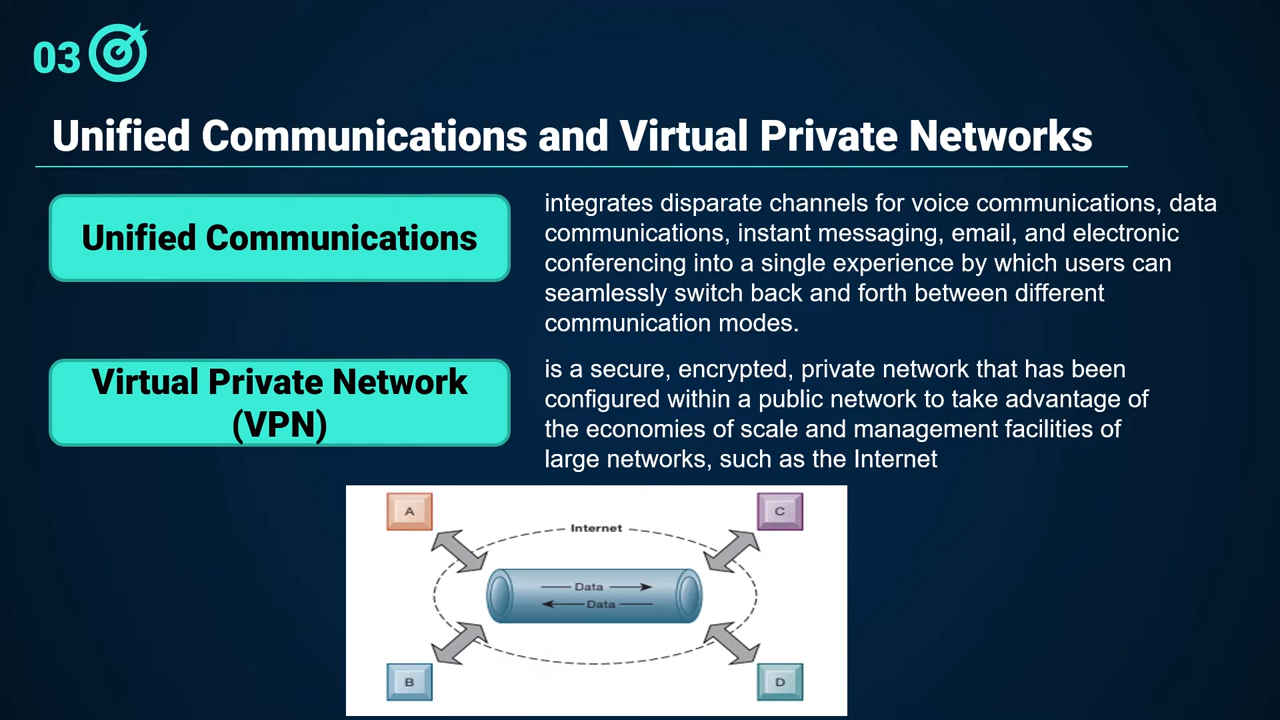 03
Unified Communications and Virtual Private Networks
Unified Communications
integrates disparate channels for voice communications, data
communications, instant messaging, email, and electronic
conferencing into a single experience by which users can
seamlessly switch back and forth between different
communication modes.
Virtual Private Network
(VPN)
is a secure, encrypted, private network that has been
configured within a public network to take advantage of
the economies of scale and management facilities of
large networks, such as the Internet
A
C
Internet
Data
Data
B
D